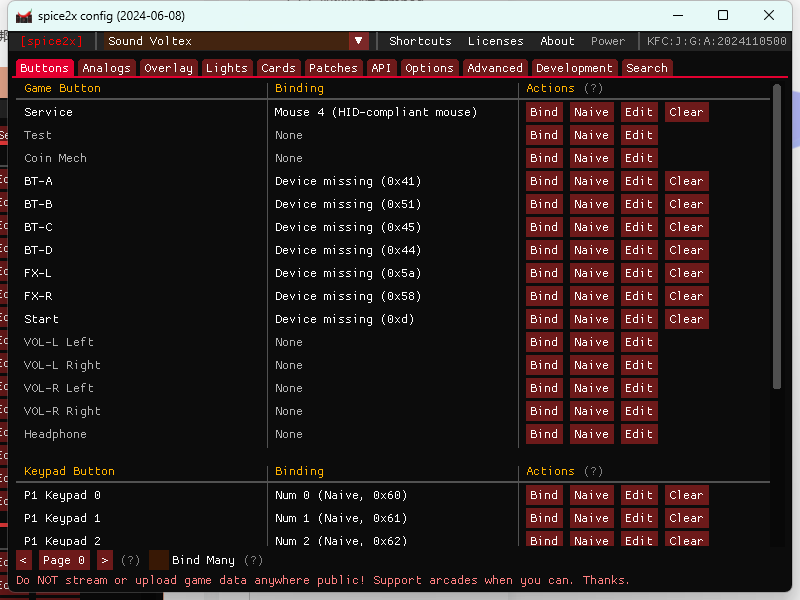 spice2x config (2024-06-08)
[spice2x] Sound Voltex Shortcuts Licenses About Power KFC:J:G:A:2024110500
Buttons Analogs Overlay Lights Cards Patches API Options Advanced Development Search
Game Button Binding Actions (?)
Service Mouse 4 (HID-compliant mouse) Bind Naive Edit Clear
Test None Bind Naive Edit
Coin Mech None Bind Naive Edit
BT-A Device missing (0x41) Bind Naive Edit Clear
BT-B Device missing (0x51) Bind Naive Edit Clear
BT-C Device missing (0x45) Bind Naive Edit Clear
BT-D Device missing (0x44) Bind Naive Edit Clear
FX-L Device missing (0x5a) Bind Naive Edit Clear
FX-R Device missing (0x58) Bind Naive Edit Clear
Start Device missing (0xd) Bind Naive Edit Clear
VOL-L Left None Bind Naive Edit
VOL-L Right None Bind Naive Edit
VOL-R Left None Bind Naive Edit
VOL-R Right None Bind Naive Edit
Headphone None Bind Naive Edit
Keypad Button Binding Actions (?)
P1 Keypad 0 Num 0 (Naive, 0x60) Bind Naive Edit Clear
P1 Keypad 1 Num 1 (Naive, 0x61) Bind Naive Edit Clear
P1 Keypad 2 Num 2 (Naive, 0x62) Bind Naive Edit Clear
< Page 0 > (?) Bind Many (?)
Do NOT stream or upload game data anywhere public! Support arcades when you can. Thanks.